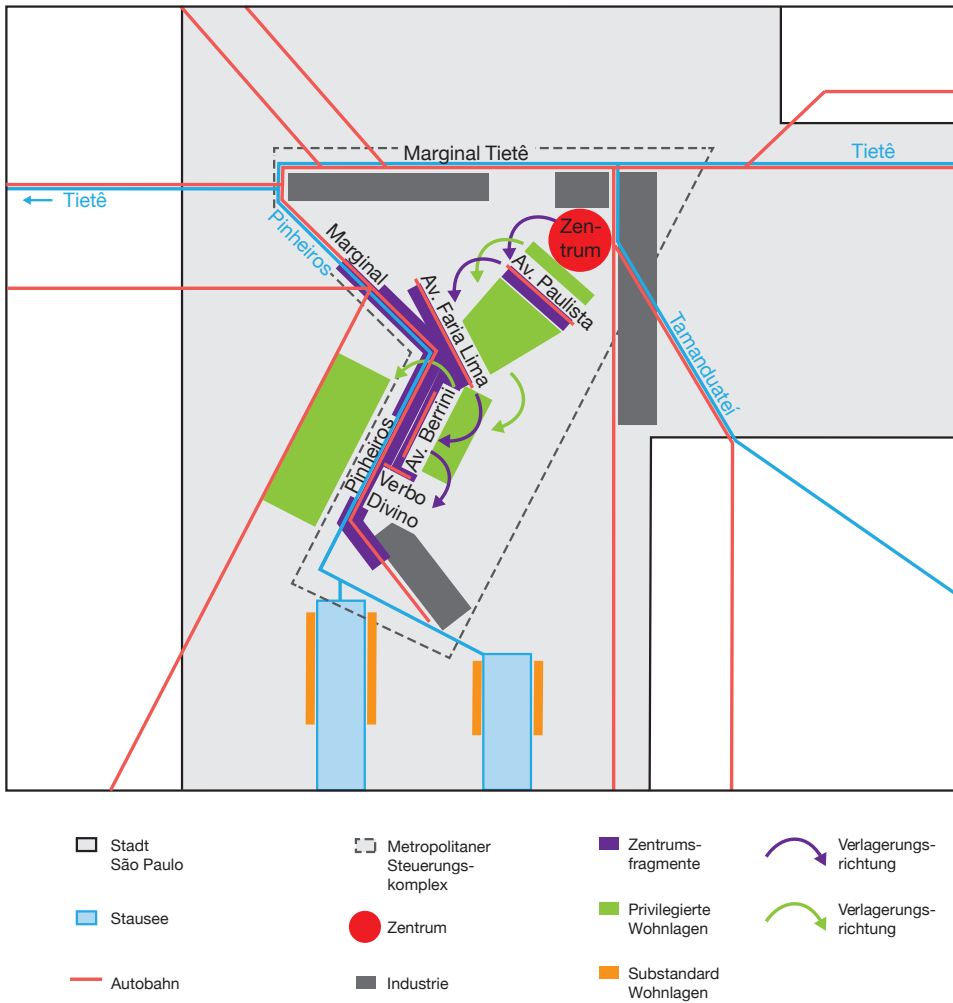 Marginal Tietê
Tietê
Tietê
Pinheiros
Marginal
Zen-
trum
Av. Paulista
Av. Faria Lima
Tamanduateí
Av. Berrini
Pinheiros
Verbo
Divino
Stadt
São Paulo
Metropolitaner
Steuerungs-
komplex
Zentrums-
fragmente
Verlagerungs-
richtung
Stausee
Zentrum
Privilegierte
Wohnlagen
Verlagerungs-
richtung
Autobahn
Industrie
Substandard
Wohnlagen